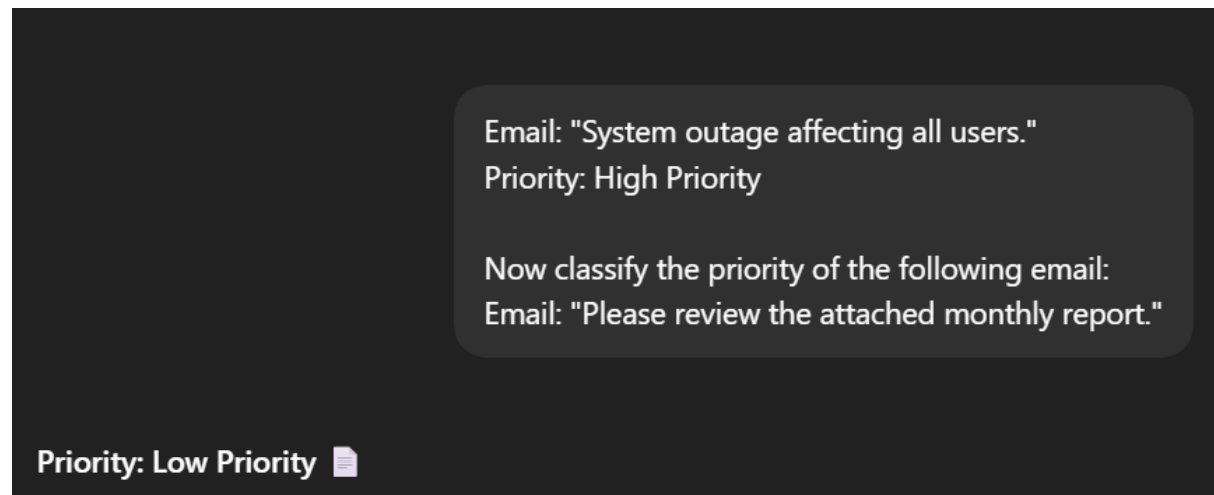 Email: "System outage affecting all users."
Priority: High Priority
Now classify the priority of the following email:
Email: "Please review the attached monthly report."
Priority: Low Priority 📄